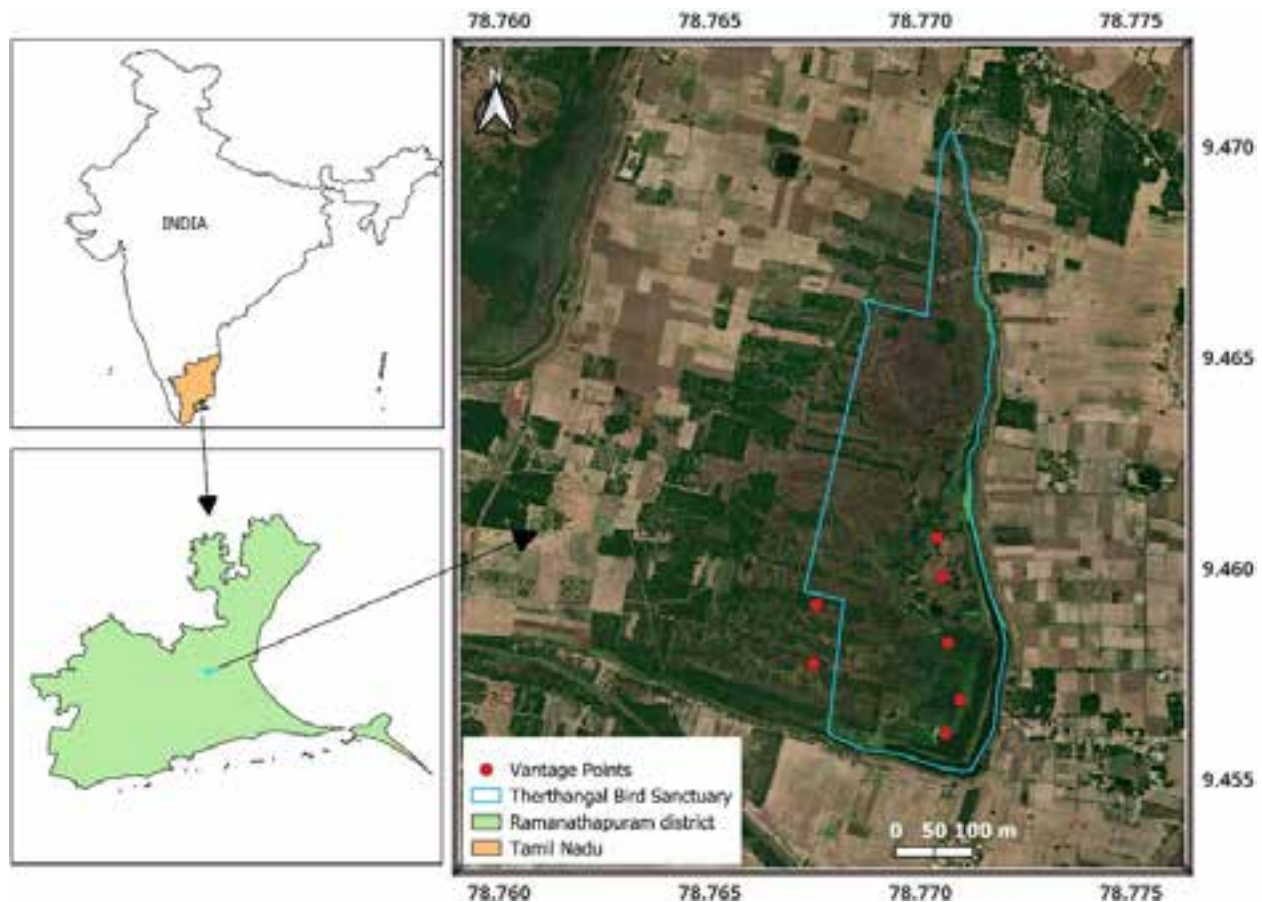 78.760 78.765 78.770 78.775
N
INDIA
9.470
9.465
9.460
9.455
Vantage Points
Therthangal Bird Sanctuary
Ramanathapuram district
Tamil Nadu
0 50 100 m
78.760 78.765 78.770 78.775